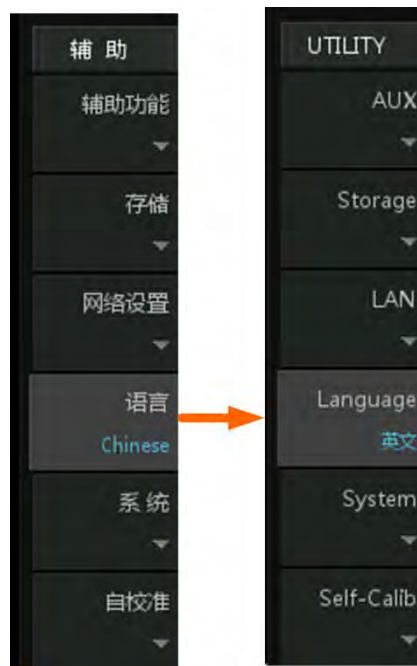 辅 助
辅助功能
存储
网络设置
语言
Chinese
系 统
自校准
UTILITY
AUX
Storage
LAN
Language
英文
System
Self-Calib